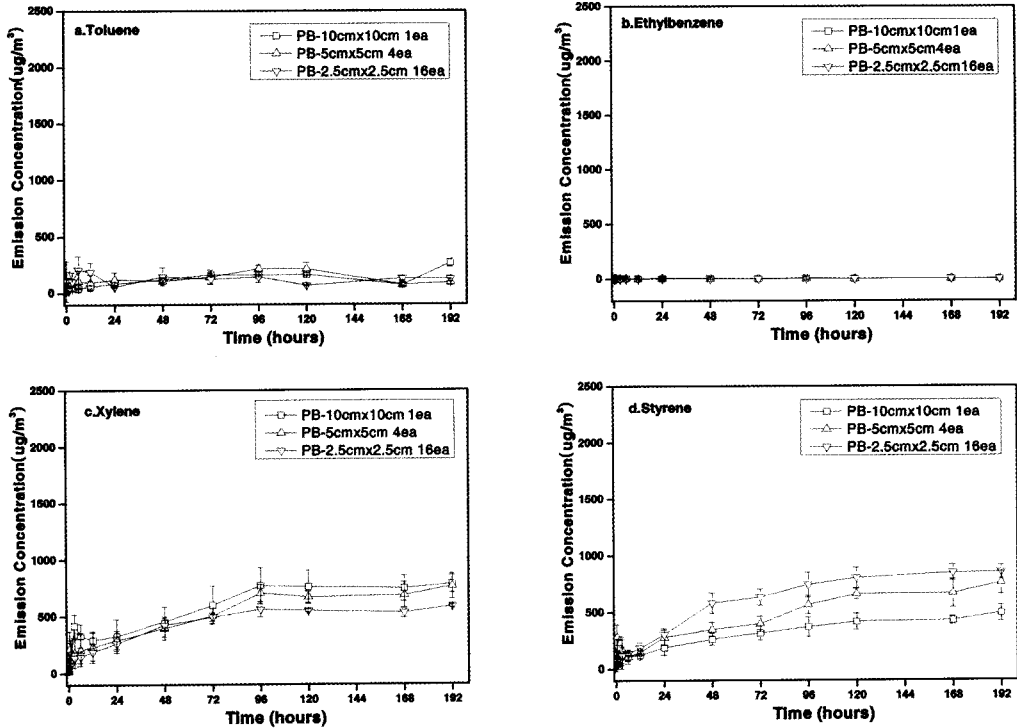 a.Toluene
PB-10cmx10cm 1ea
PB-5cmx5cm 4ea
PB-2.5cmx2.5cm 16ea
Emission Concentration(ug/m³)
2500
2000
1500
1000
500
0
0 24 48 72 96 120 144 168 192
Time (hours)
b.Ethylbenzene
PB-10cmx10cm1ea
PB-5cmx5cm4ea
PB-2.5cmx2.5cm16ea
Emission Concentration(ug/m³)
2500
2000
1500
1000
500
0
0 24 48 72 96 120 144 168 192
Time (hours)
c.Xylene
PB-10cmx10cm 1ea
PB-5cmx5cm 4ea
PB-2.5cmx2.5cm 16ea
Emission Concentration(ug/m³)
2500
2000
1500
1000
500
0
0 24 48 72 96 120 144 168 192
Time (hours)
d.Styrene
PB-10cmx10cm 1ea
PB-5cmx5cm 4ea
PB-2.5cmx2.5cm 16ea
Emission Concentration(ug/m³)
2500
2000
1500
1000
500
0
0 24 48 72 96 120 144 168 192
Time (hours)